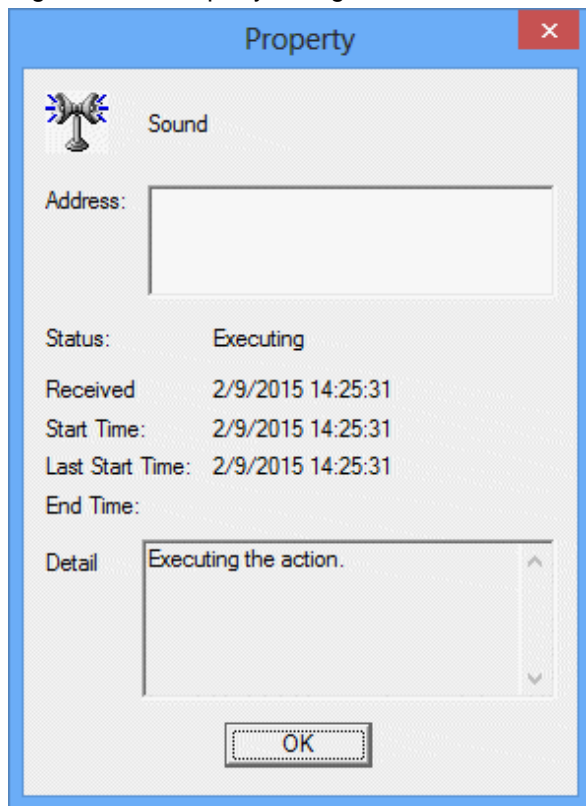 Property
Sound
Address:
Status: Executing
Received 2/9/2015 14:25:31
Start Time: 2/9/2015 14:25:31
Last Start Time: 2/9/2015 14:25:31
End Time:
Detail Executing the action.
OK